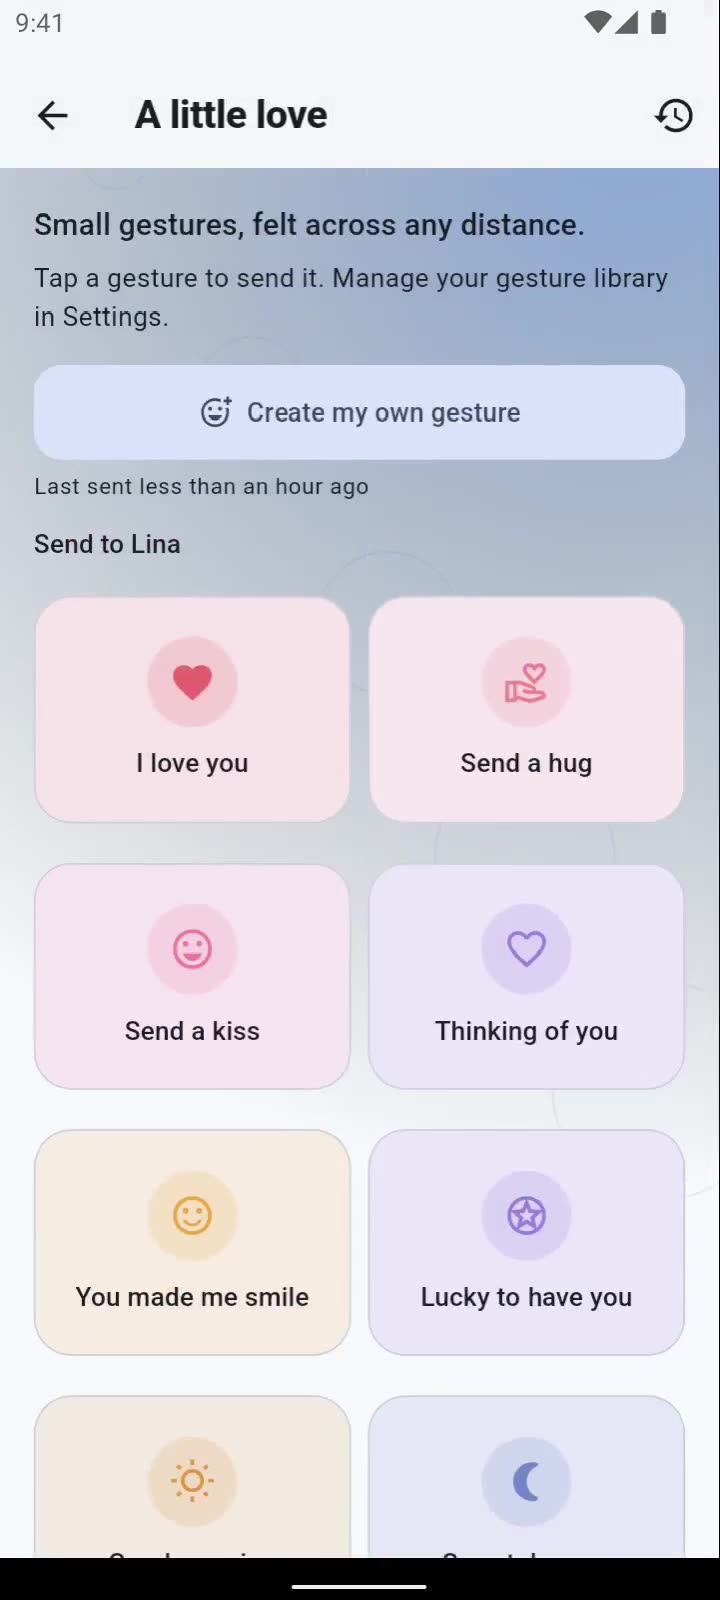 9:41
A little love
Small gestures, felt across any distance.
Tap a gesture to send it. Manage your gesture library
in Settings.
Create my own gesture
Last sent less than an hour ago
Send to Lina
I love you
Send a hug
Send a kiss
Thinking of you
You made me smile
Lucky to have you